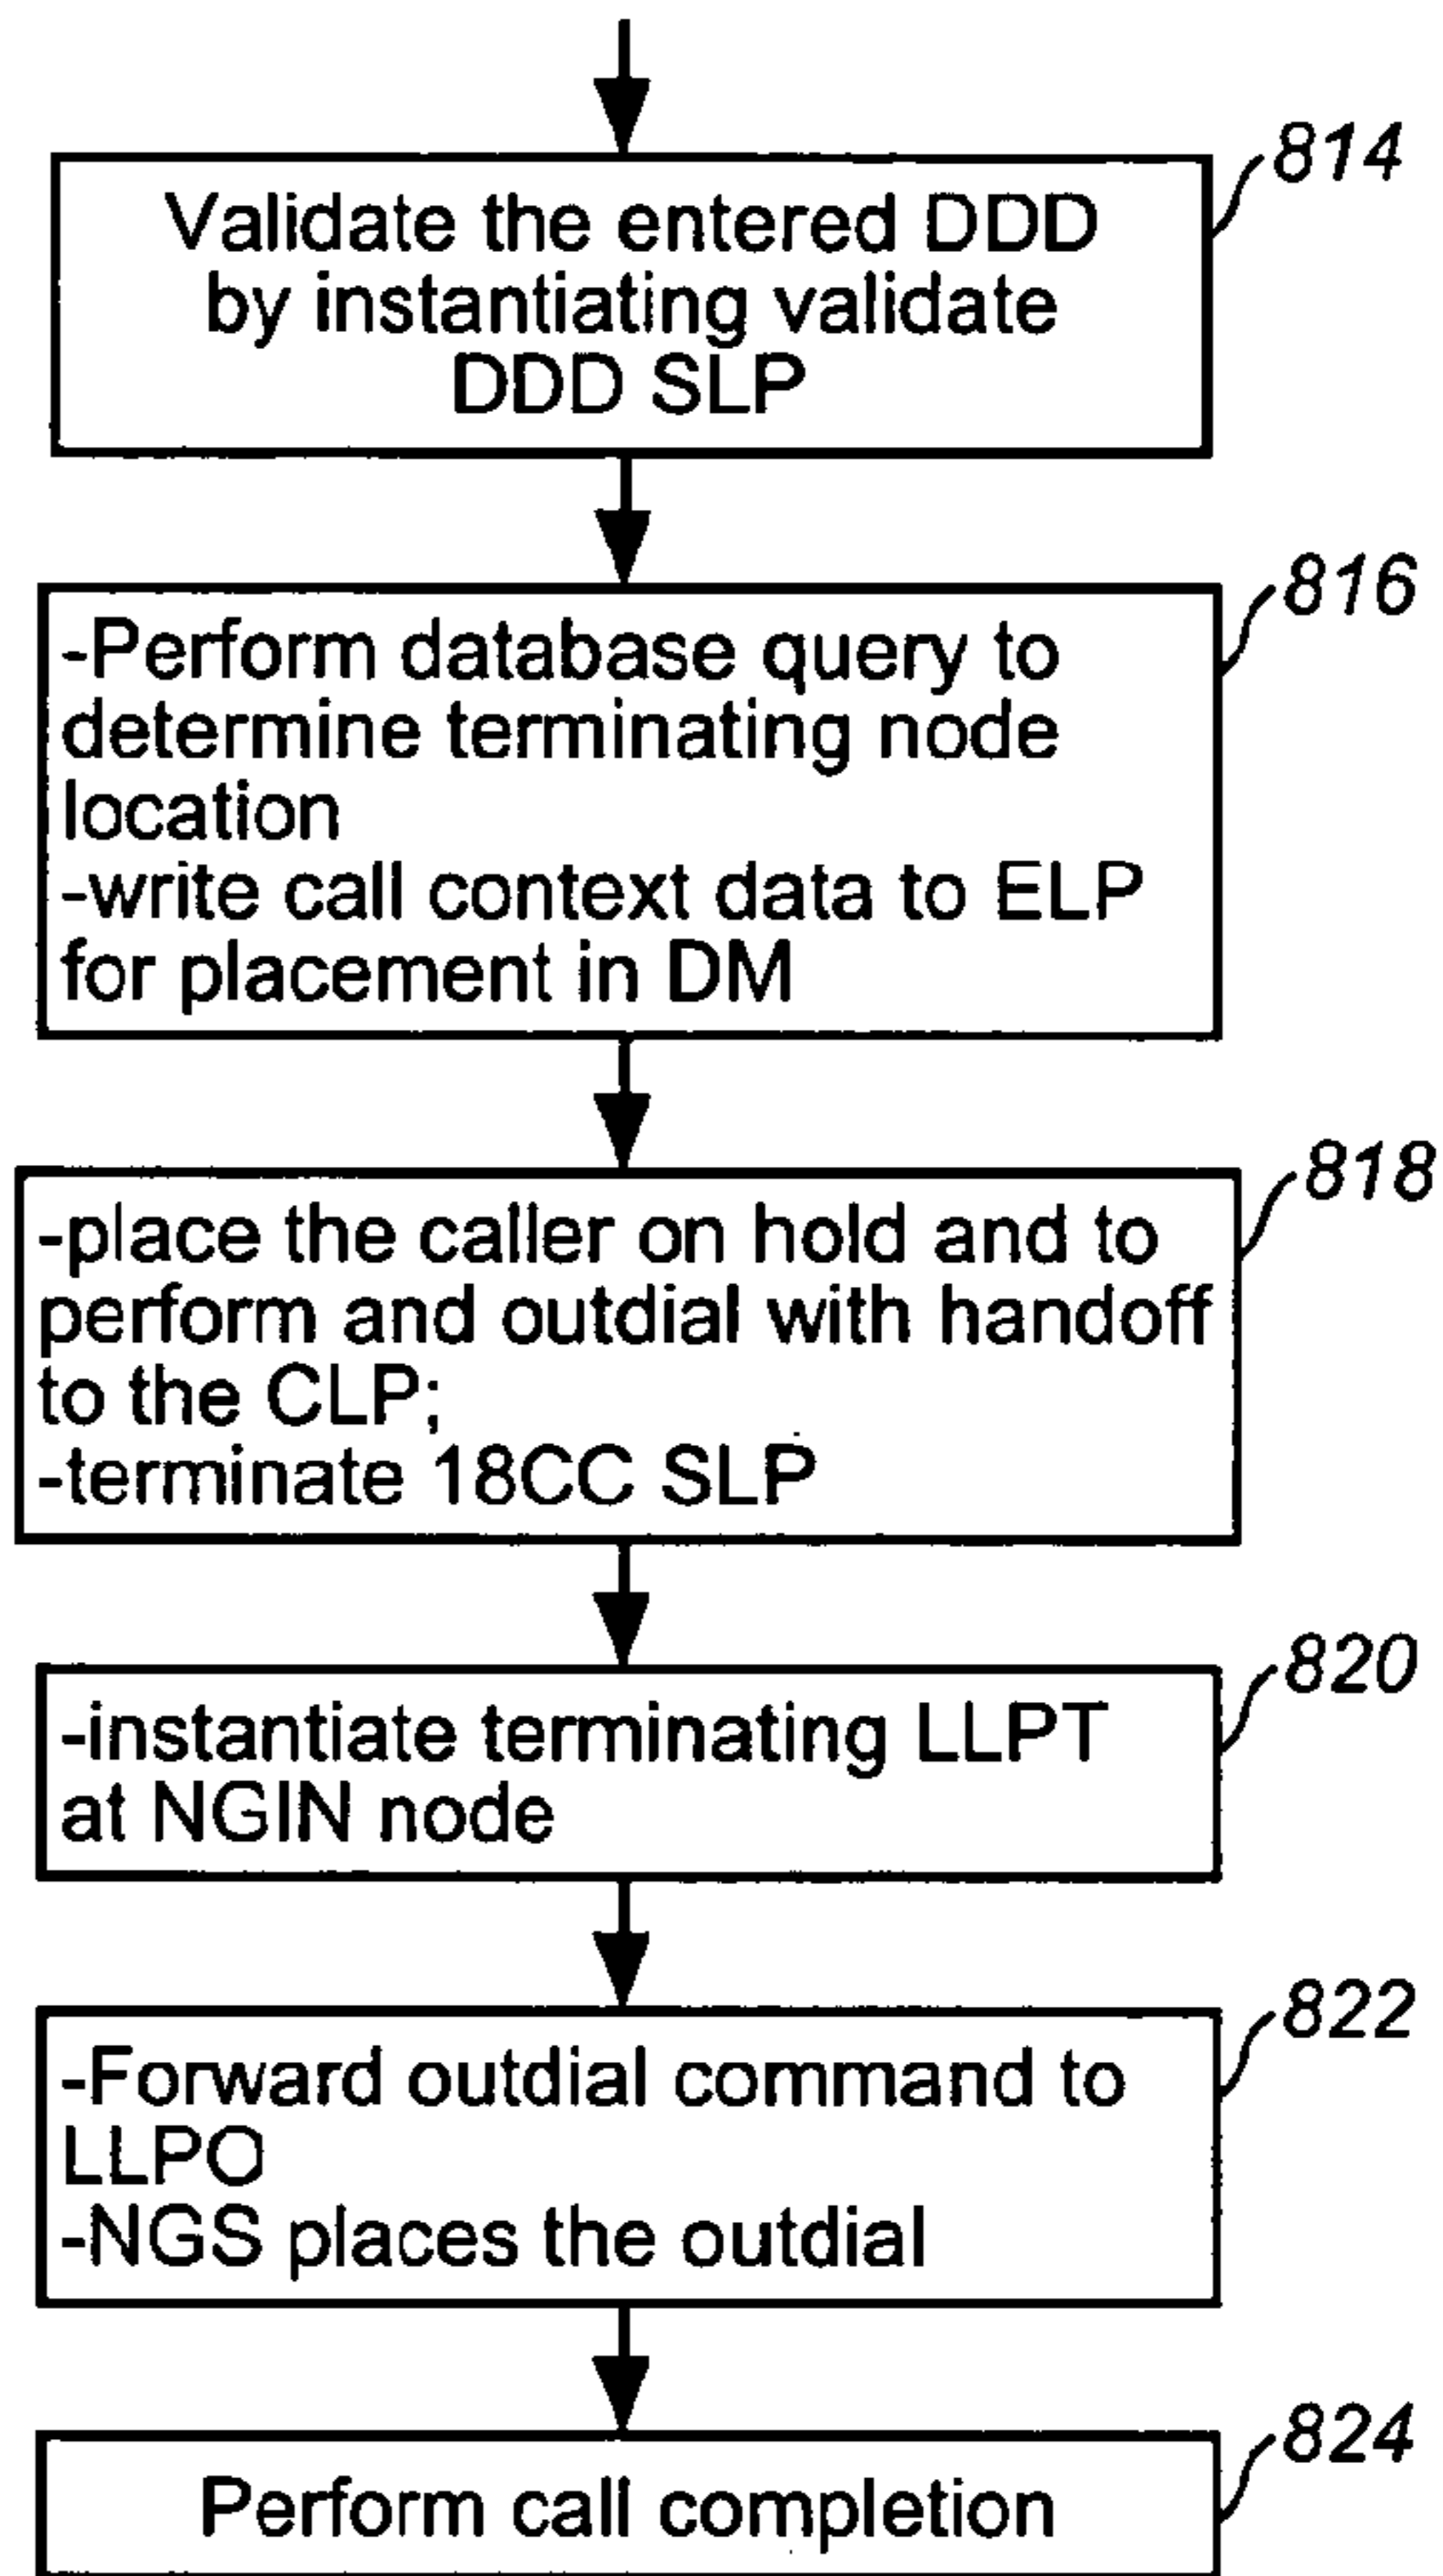 814
Validate the entered DDD
by instantiating validate
DDD SLP
816
-Perform database query to
determine terminating node
location
-write call context data to ELP
for placement in DM
818
-place the caller on hold and to
perform and outdial with handoff
to the CLP;
-terminate 18CC SLP
820
-instantiate terminating LLPT
at NGIN node
822
-Forward outdial command to
LLPO
-NGS places the outdial
824
Perform call completion